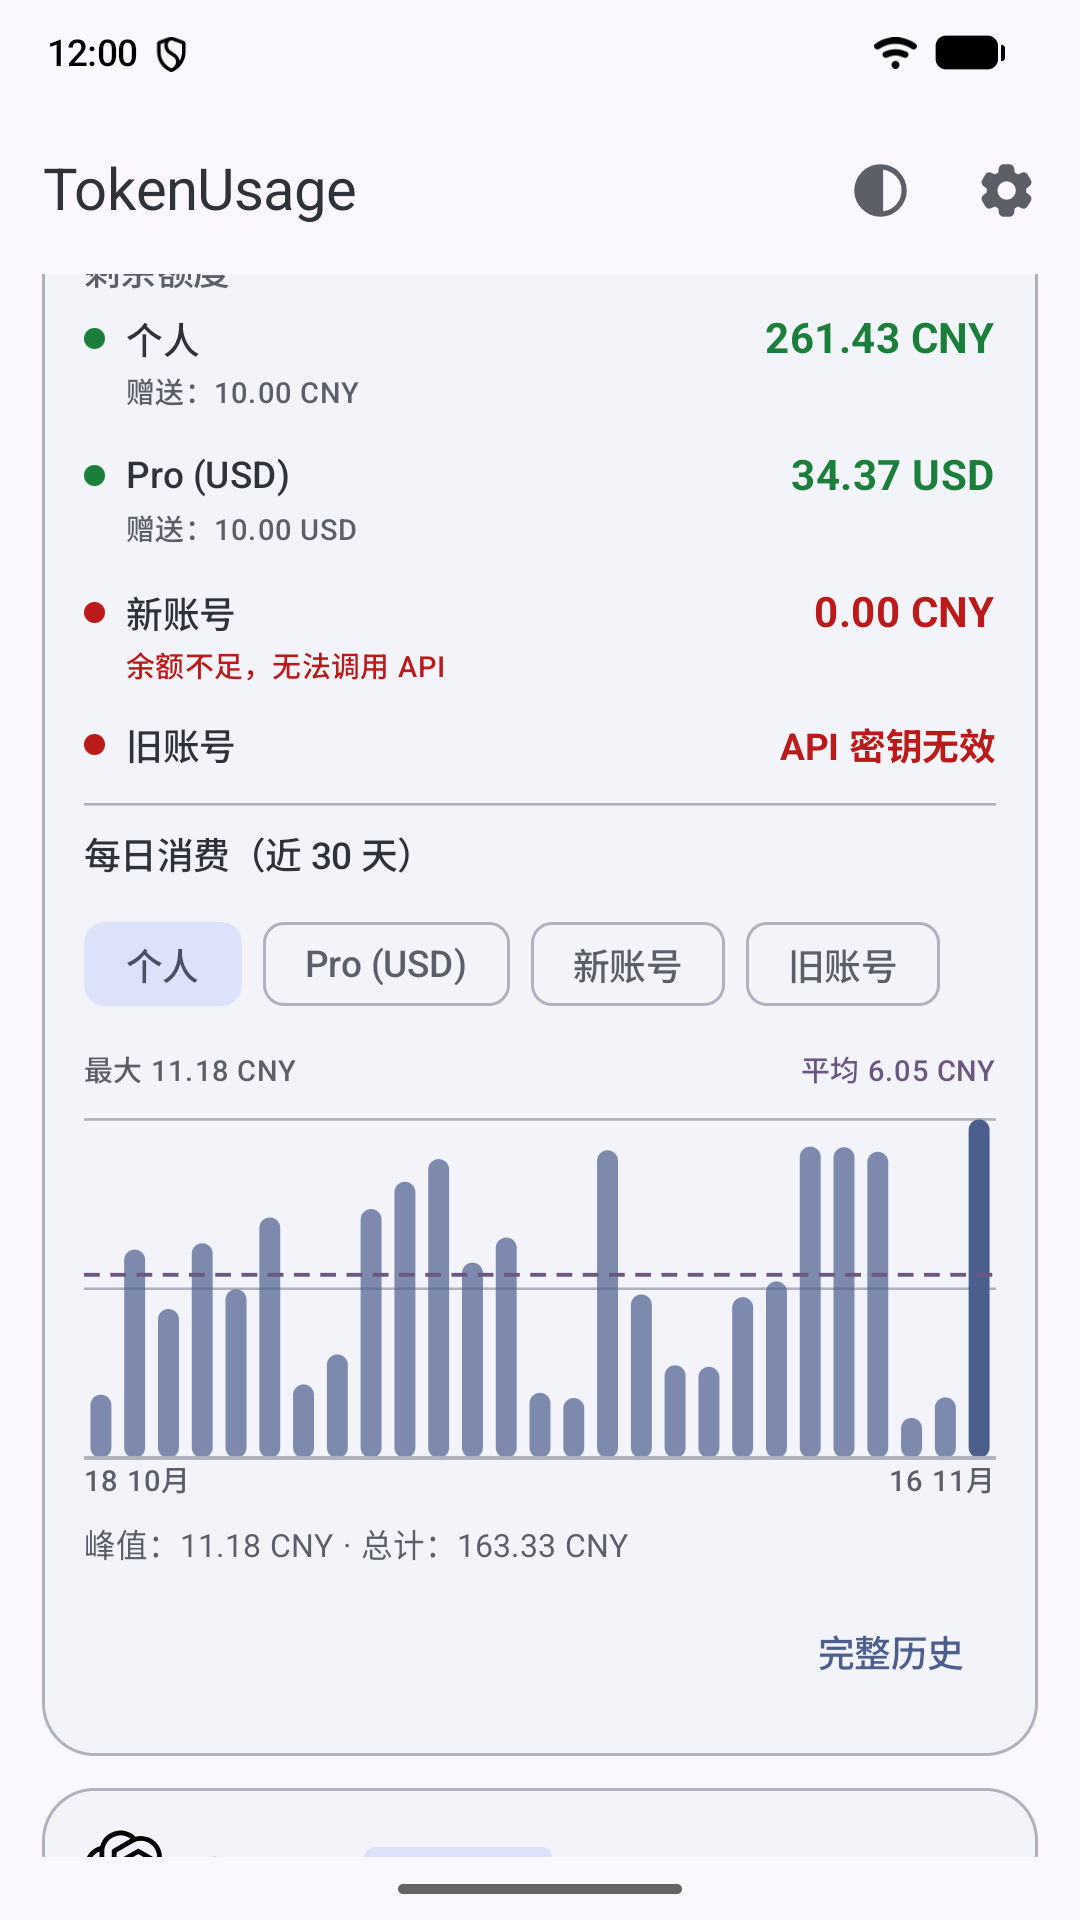 12:00
TokenUsage
剩余额度
个人 261.43 CNY
赠送：10.00 CNY
Pro (USD) 34.37 USD
赠送：10.00 USD
新账号 0.00 CNY
余额不足，无法调用 API
旧账号 API 密钥无效
每日消费（近 30 天）
个人 Pro (USD) 新账号 旧账号
最大 11.18 CNY 平均 6.05 CNY
18 10月 16 11月
峰值：11.18 CNY · 总计：163.33 CNY
完整历史